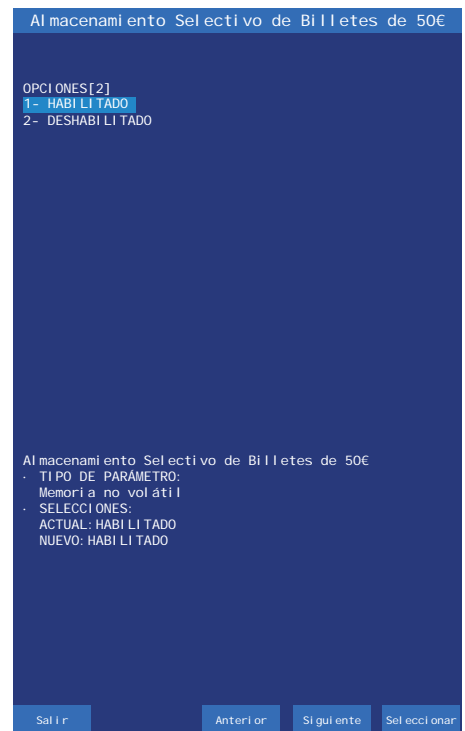 Almacenamiento Selectivo de Billetes de 50€
OPCIONES[2]
1- HABILITADO
2- DESHABILITADO
Almacenamiento Selectivo de Billetes de 50€
· TIPO DE PARÁMETRO:
Memoria no volátil
· SELECCIONES:
ACTUAL:HABILITADO
NUEVO:HABILITADO
Salir Anterior Siguiente Seleccionar